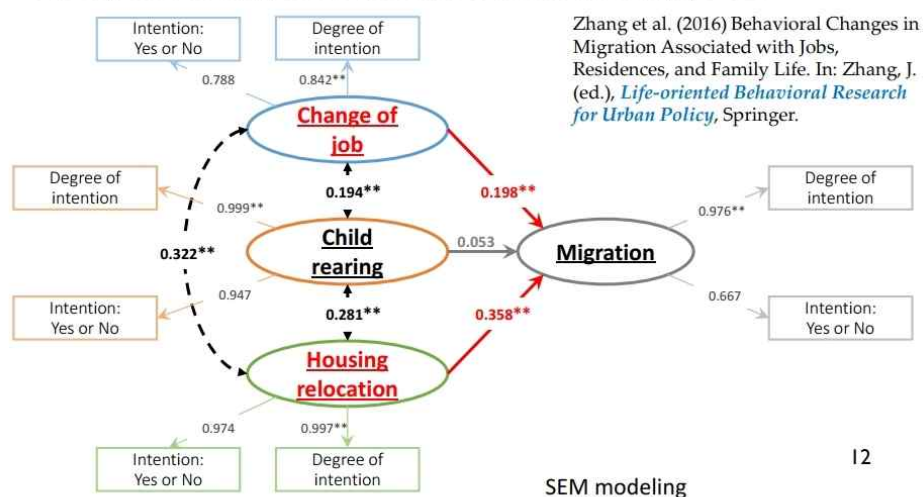 Intention:
Yes or No
Degree of
intention
Zhang et al. (2016) Behavioral Changes in
Migration Associated with Jobs,
Residences, and Family Life. In: Zhang, J.
(ed.), Life-oriented Behavioral Research
for Urban Policy, Springer.
0.788
0.842**
Change of
job
Degree of
intention
0.999**
0.194**
0.198**
Degree of
intention
0.976**
0.322**
Child
rearing
0.053
Migration
0.947
0.667
Intention:
Yes or No
0.281**
0.358**
Intention:
Yes or No
Housing
relocation
0.974
0.997**
Intention:
Yes or No
Degree of
intention
SEM modeling
12